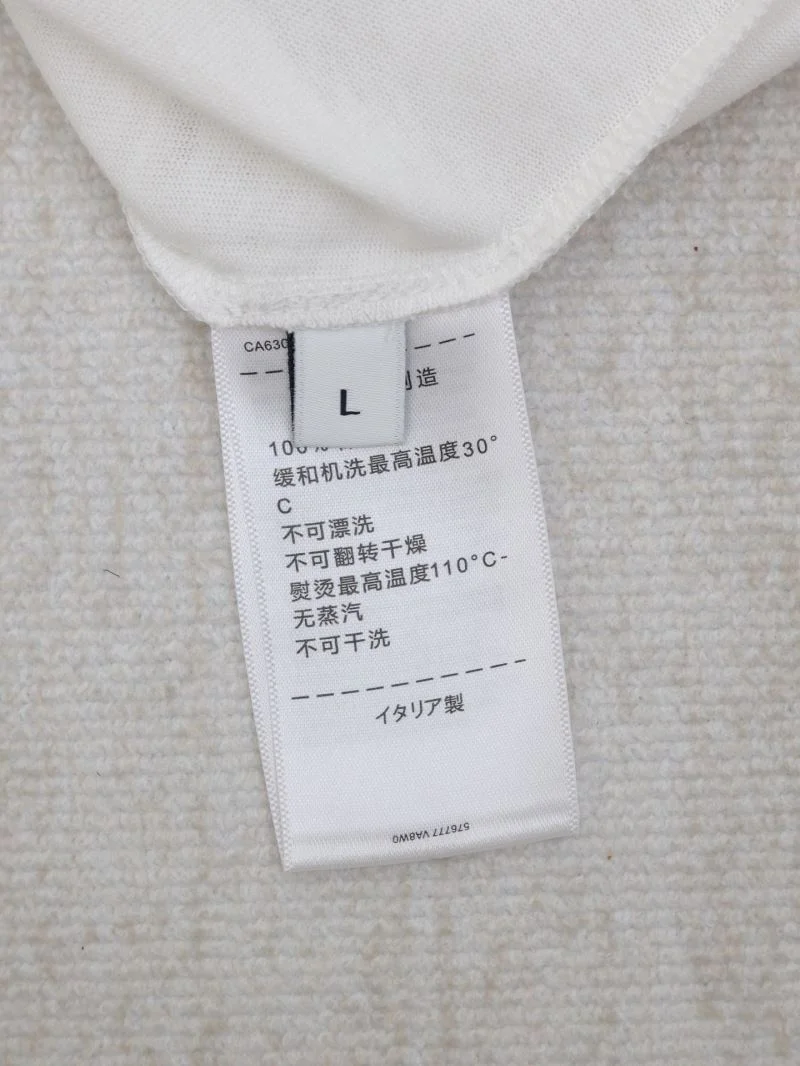 CA630
L
造
100%
缓和机洗最高温度30°
C
不可漂洗
不可翻转干燥
熨烫最高温度110°C-
无蒸汽
不可干洗
イタリア製
576777 VA8W0